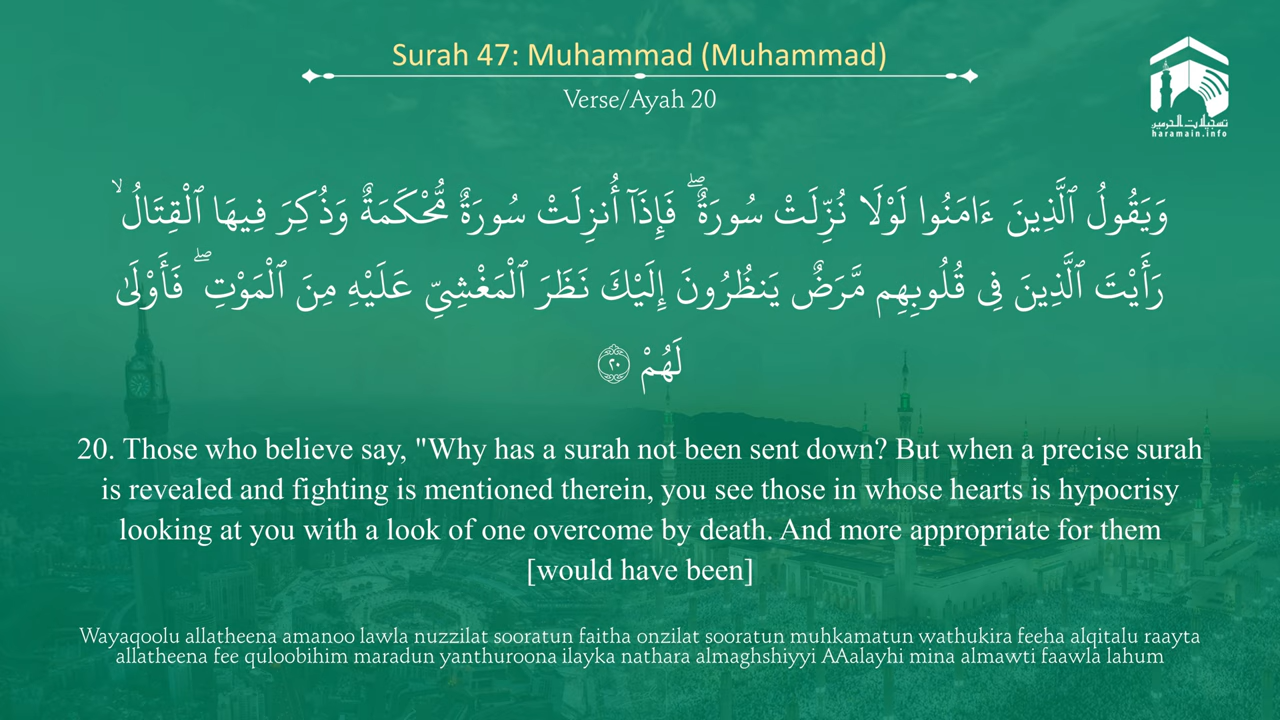 Surah 47: Muhammad (Muhammad)
Verse/Ayah 20
تسجيلات الحرمين
haramain.info
وَيَقُولُ ٱلَّذِينَ ءَامَنُوا لَوْلَا نُزِّلَتْ سُورَةٌ ۖ فَإِذَآ أُنزِلَتْ سُورَةٌ مُّحْكَمَةٌ وَذُكِرَ فِيهَا ٱلْقِتَالُ ۙ
رَأَيْتَ ٱلَّذِينَ فِى قُلُوبِهِم مَّرَضٌ يَنظُرُونَ إِلَيْكَ نَظَرَ ٱلْمَغْشِىِّ عَلَيْهِ مِنَ ٱلْمَوْتِ ۖ فَأَوْلَىٰ
لَهُمْ ٢٠
20. Those who believe say, "Why has a surah not been sent down? But when a precise surah
is revealed and fighting is mentioned therein, you see those in whose hearts is hypocrisy
looking at you with a look of one overcome by death. And more appropriate for them
[would have been]
Wayaqoolu allatheena amanoo lawla nuzzilat sooratun faitha onzilat sooratun muhkamatun wathukira feeha alqitalu raayta
allatheena fee quloobihim maradun yanthuroona ilayka nathara almaghshiyyi AAalayhi mina almawti faawla lahum